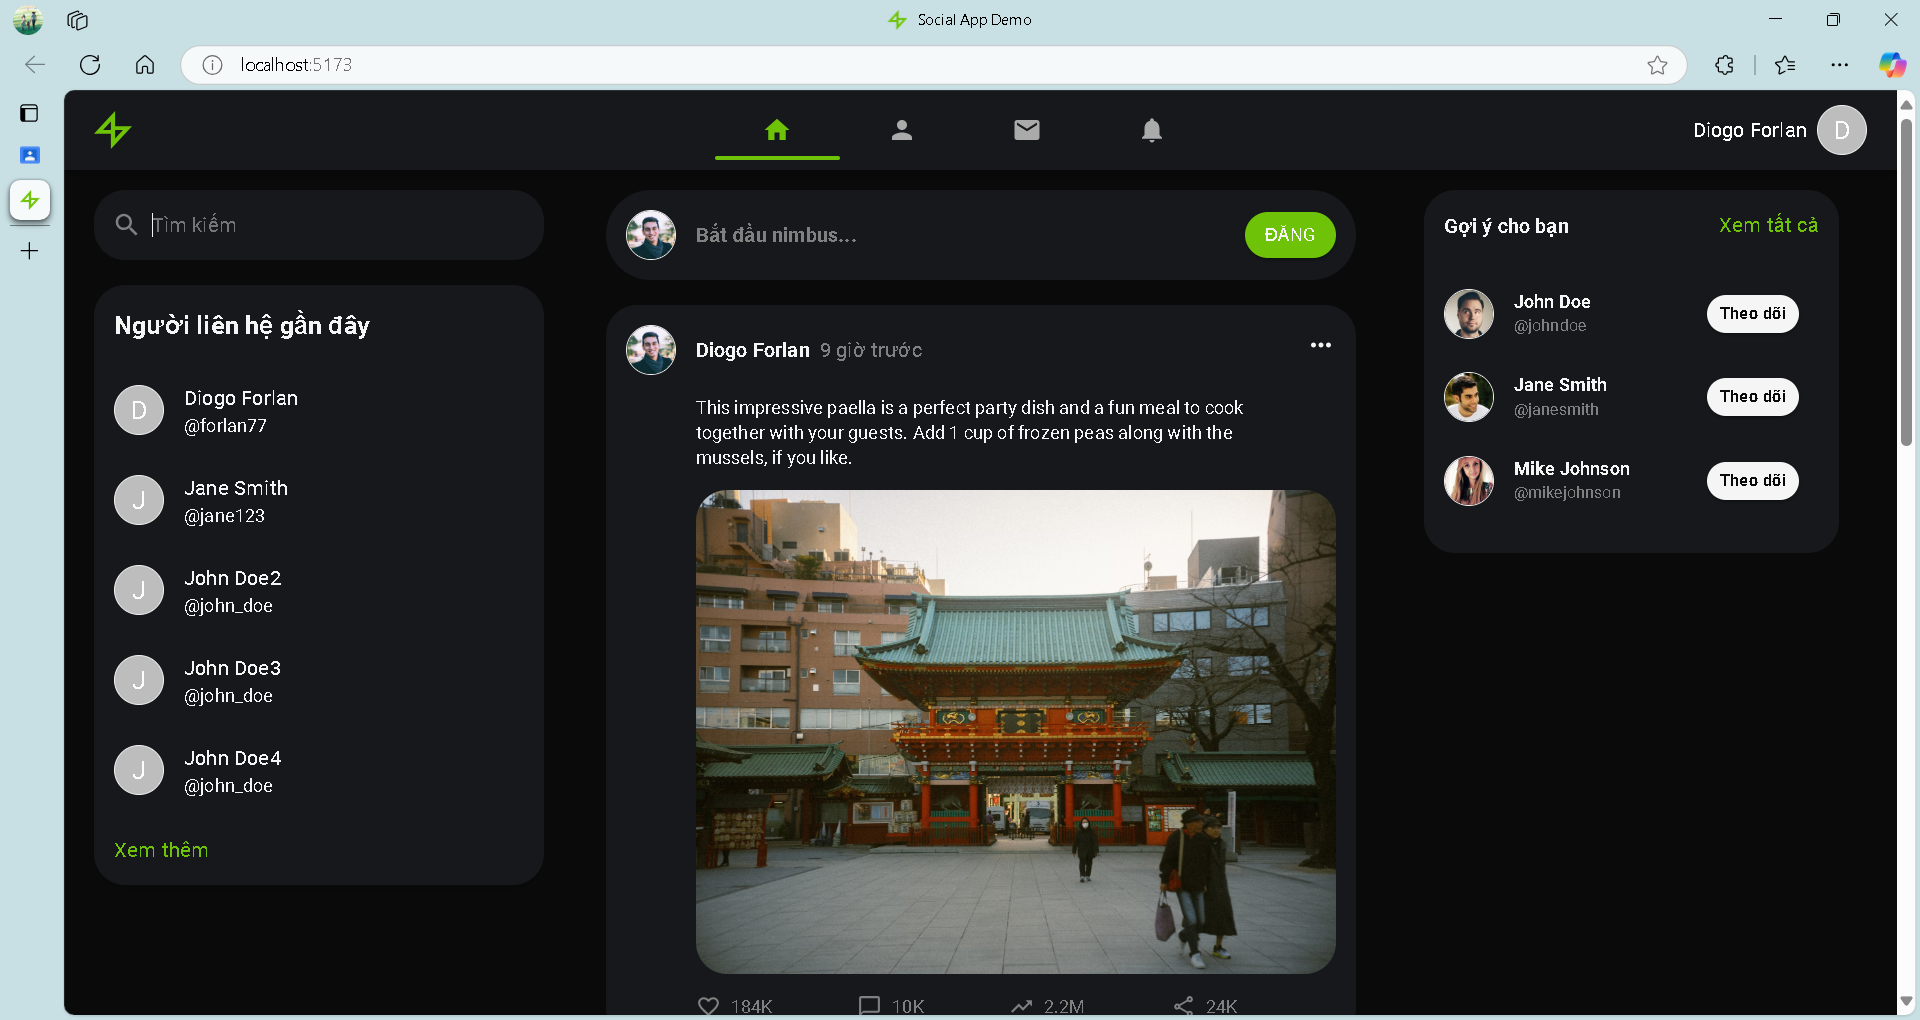 Social App Demo
localhost:5173
Diogo Forlan
D
Tìm kiếm
Người liên hệ gần đây
D
Diogo Forlan
@forlan77
J
Jane Smith
@jane123
J
John Doe2
@john_doe
J
John Doe3
@john_doe
J
John Doe4
@john_doe
Xem thêm
Bắt đầu nimbus...
ĐĂNG
Diogo Forlan 9 giờ trước
This impressive paella is a perfect party dish and a fun meal to cook
together with your guests. Add 1 cup of frozen peas along with the
mussels, if you like.
184K
10K
2.2M
24K
Gợi ý cho bạn
Xem tất cả
John Doe
@johndoe
Theo dõi
Jane Smith
@janesmith
Theo dõi
Mike Johnson
@mikejohnson
Theo dõi